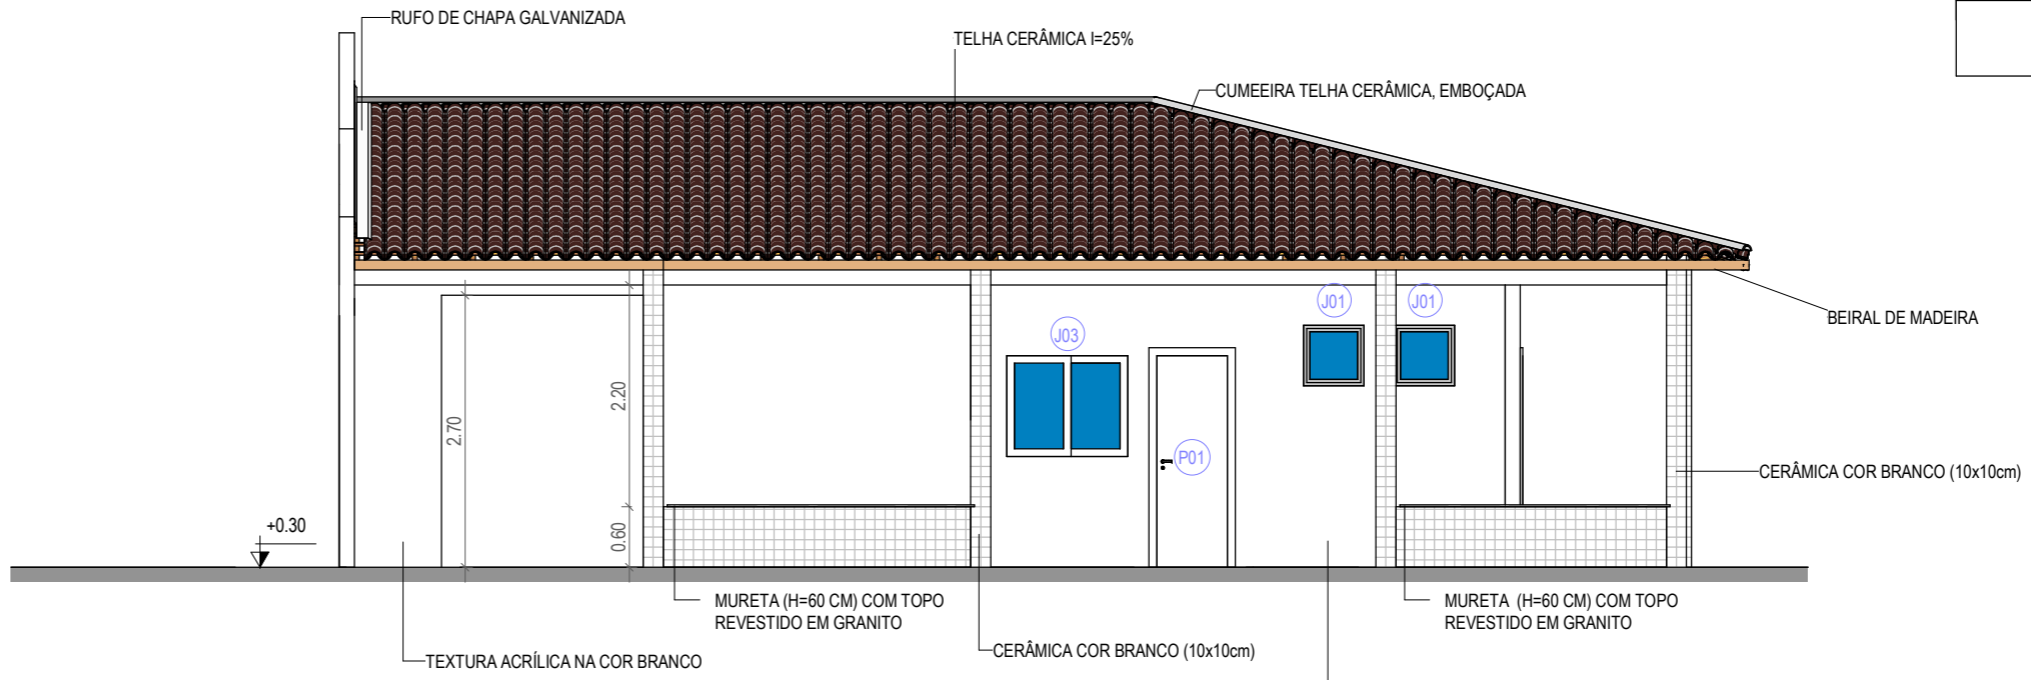 RUFO DE CHAPA GALVANIZADA
TELHA CERÂMICA I=25%
CUMEEIRA TELHA CERÂMICA, EMBOÇADA
BEIRAL DE MADEIRA
J01
J01
J03
2.20
2.70
P01
CERÂMICA COR BRANCO (10x10cm)
+0.30
0.60
MURETA (H=60 CM) COM TOPO
REVESTIDO EM GRANITO
MURETA (H=60 CM) COM TOPO
REVESTIDO EM GRANITO
CERÂMICA COR BRANCO (10x10cm)
TEXTURA ACRÍLICA NA COR BRANCO